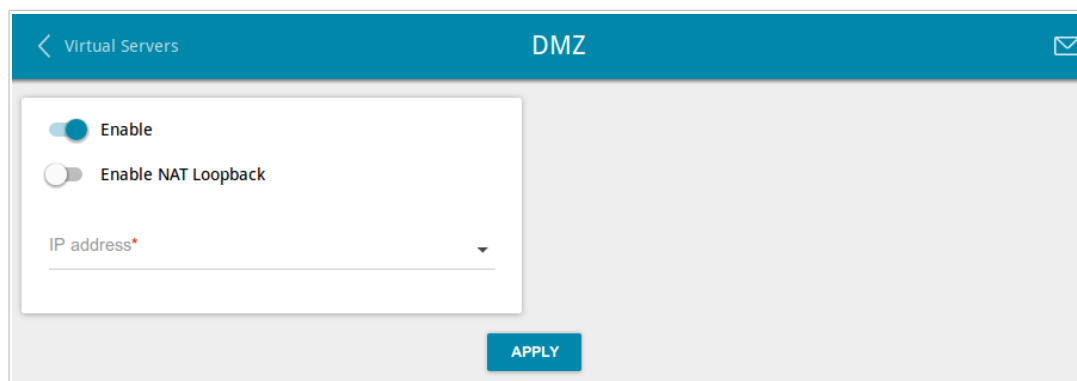 Virtual Servers
DMZ
Enable
Enable NAT Loopback
IP address*
APPLY